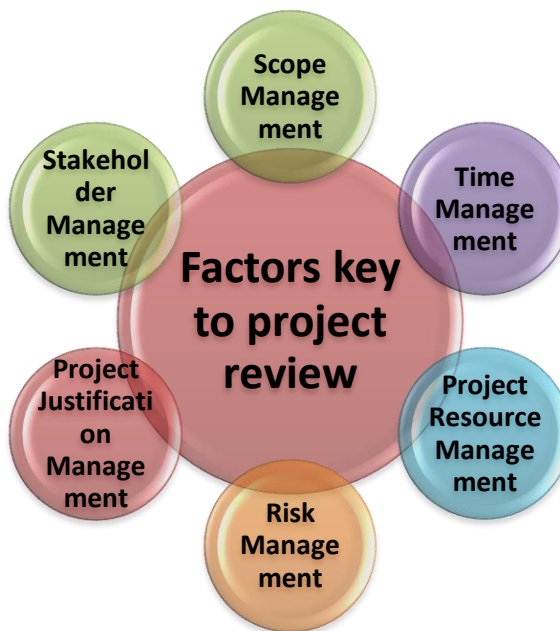 Scope
Manage
ment
Time
Manage
ment
Project
Resource
Manage
ment
Risk
Manage
ment
Project
Justificati
on
Manage
ment
Stakehol
der
Manage
ment
Factors key
to project
review